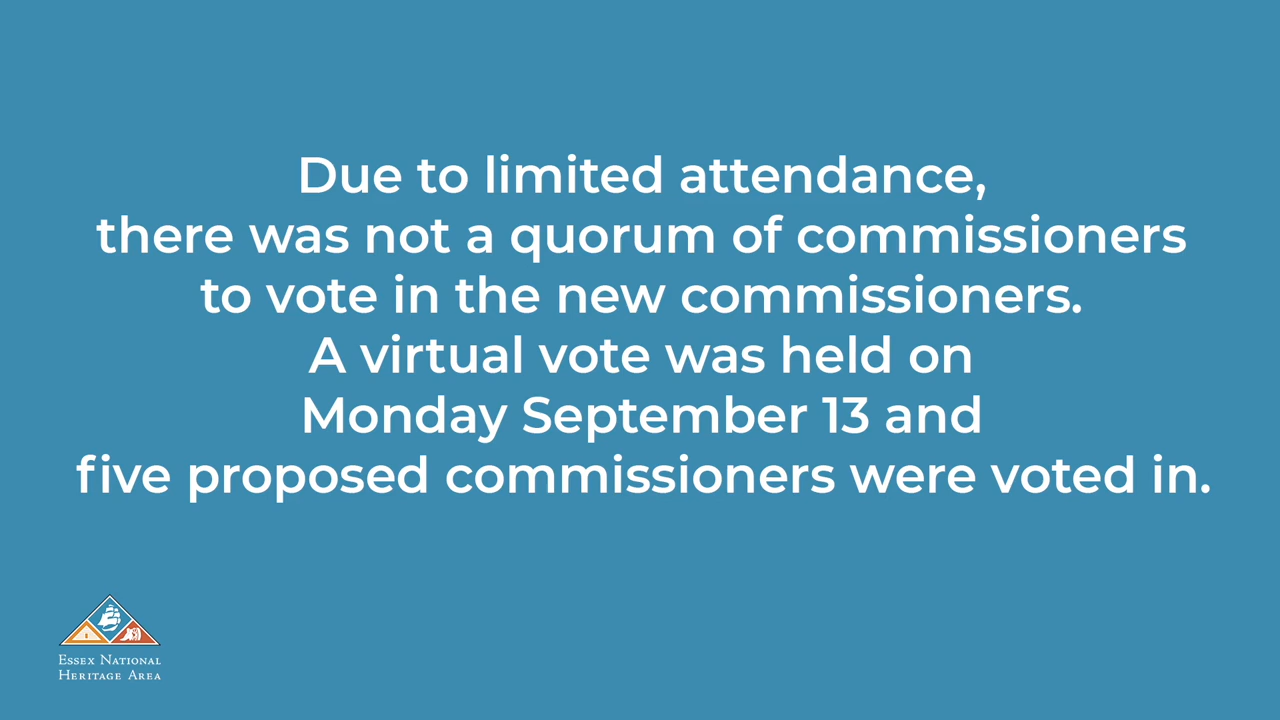 Due to limited attendance,
there was not a quorum of commissioners
to vote in the new commissioners.
A virtual vote was held on
Monday September 13 and
five proposed commissioners were voted in.
Essex National
Heritage Area